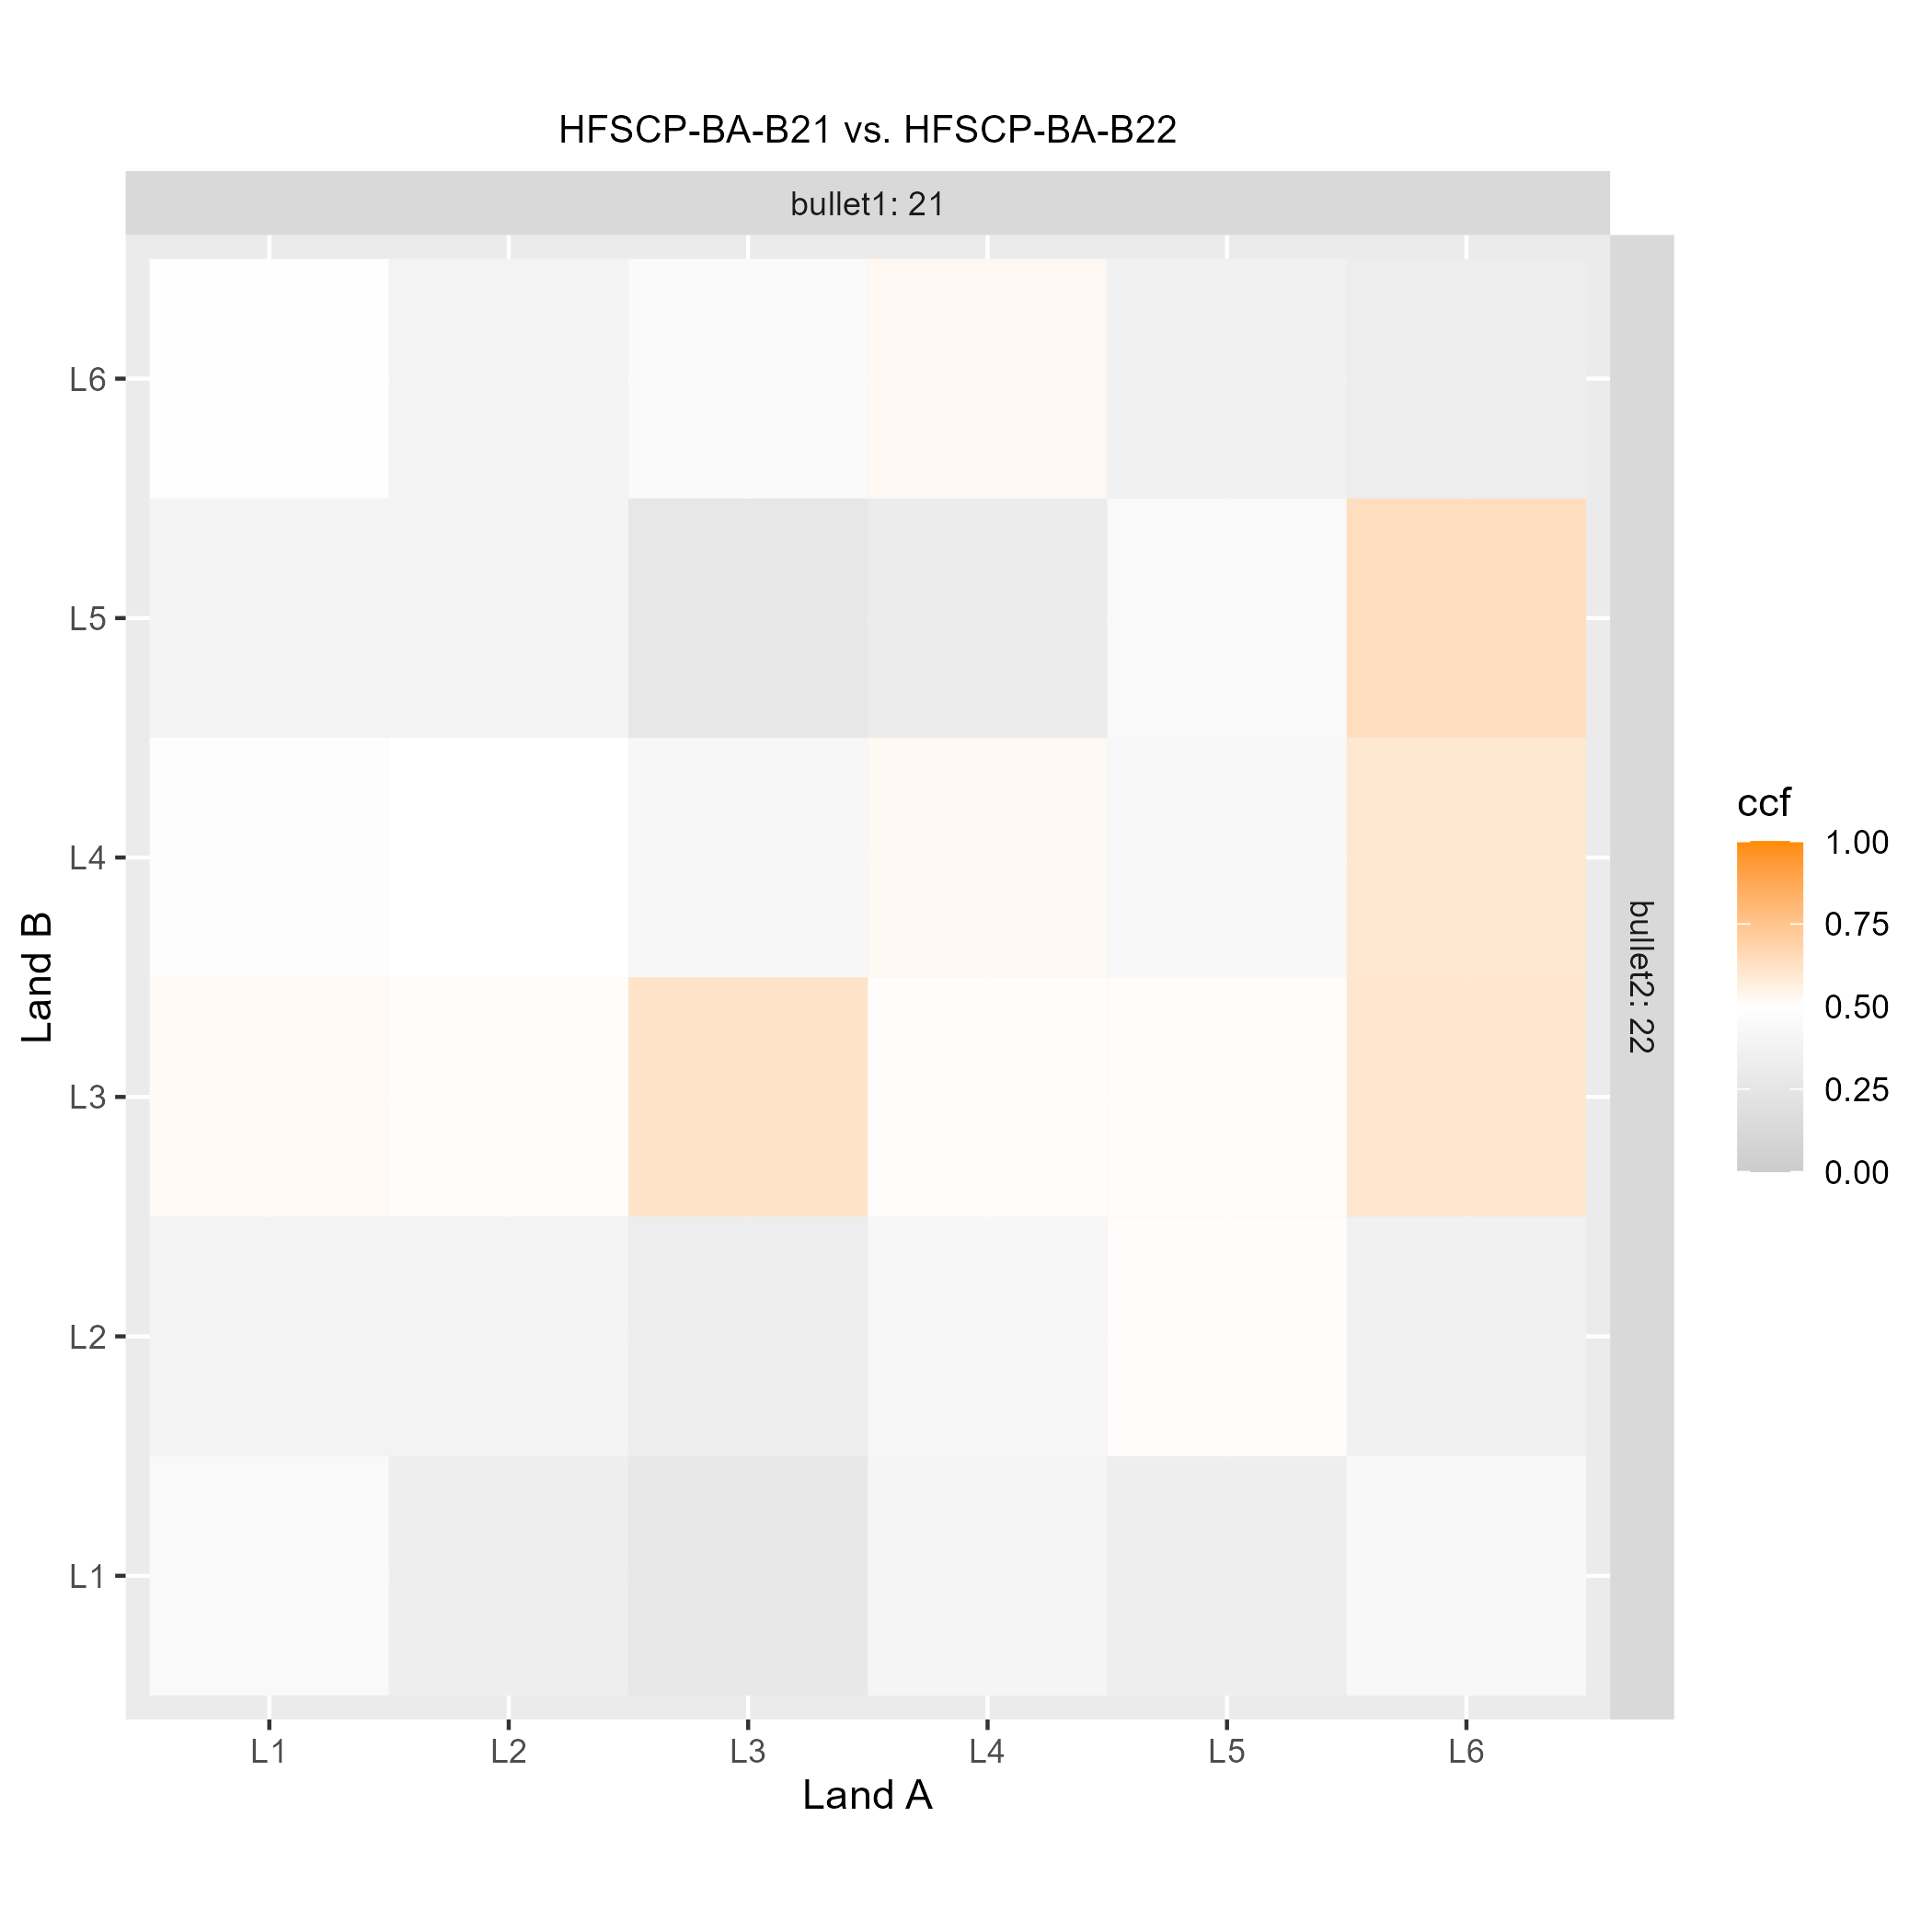 HFSCP-BA-B21 vs. HFSCP-BA-B22
bullet1: 21
L6
L5
L4
L3
L2
L1
Land B
bullet2: 22
ccf
1.00
0.75
0.50
0.25
0.00
L1 L2 L3 L4 L5 L6
Land A